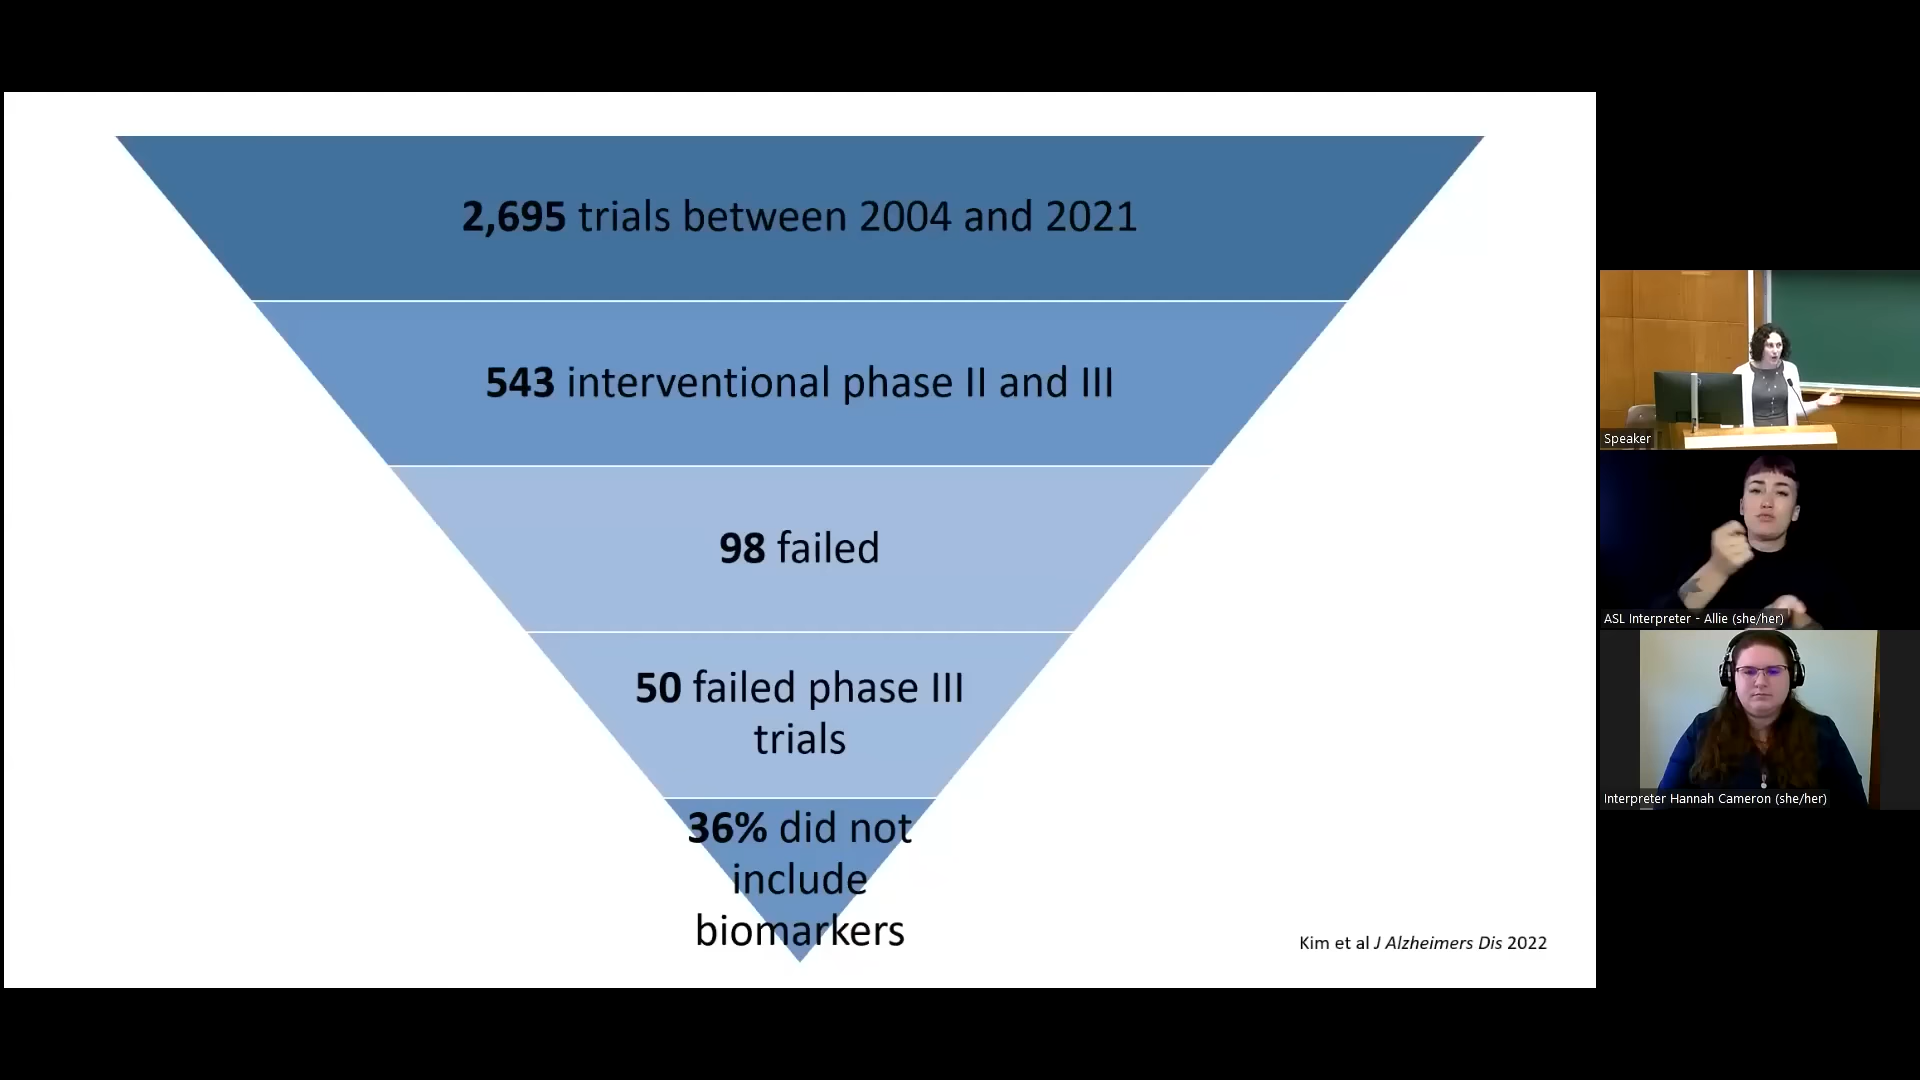 2,695 trials between 2004 and 2021
543 interventional phase II and III
98 failed
50 failed phase III
trials
36% did not
include
biomarkers
Kim et al J Alzheimers Dis 2022
Speaker
ASL Interpreter - Allie (she/her)
Interpreter Hannah Cameron (she/her)